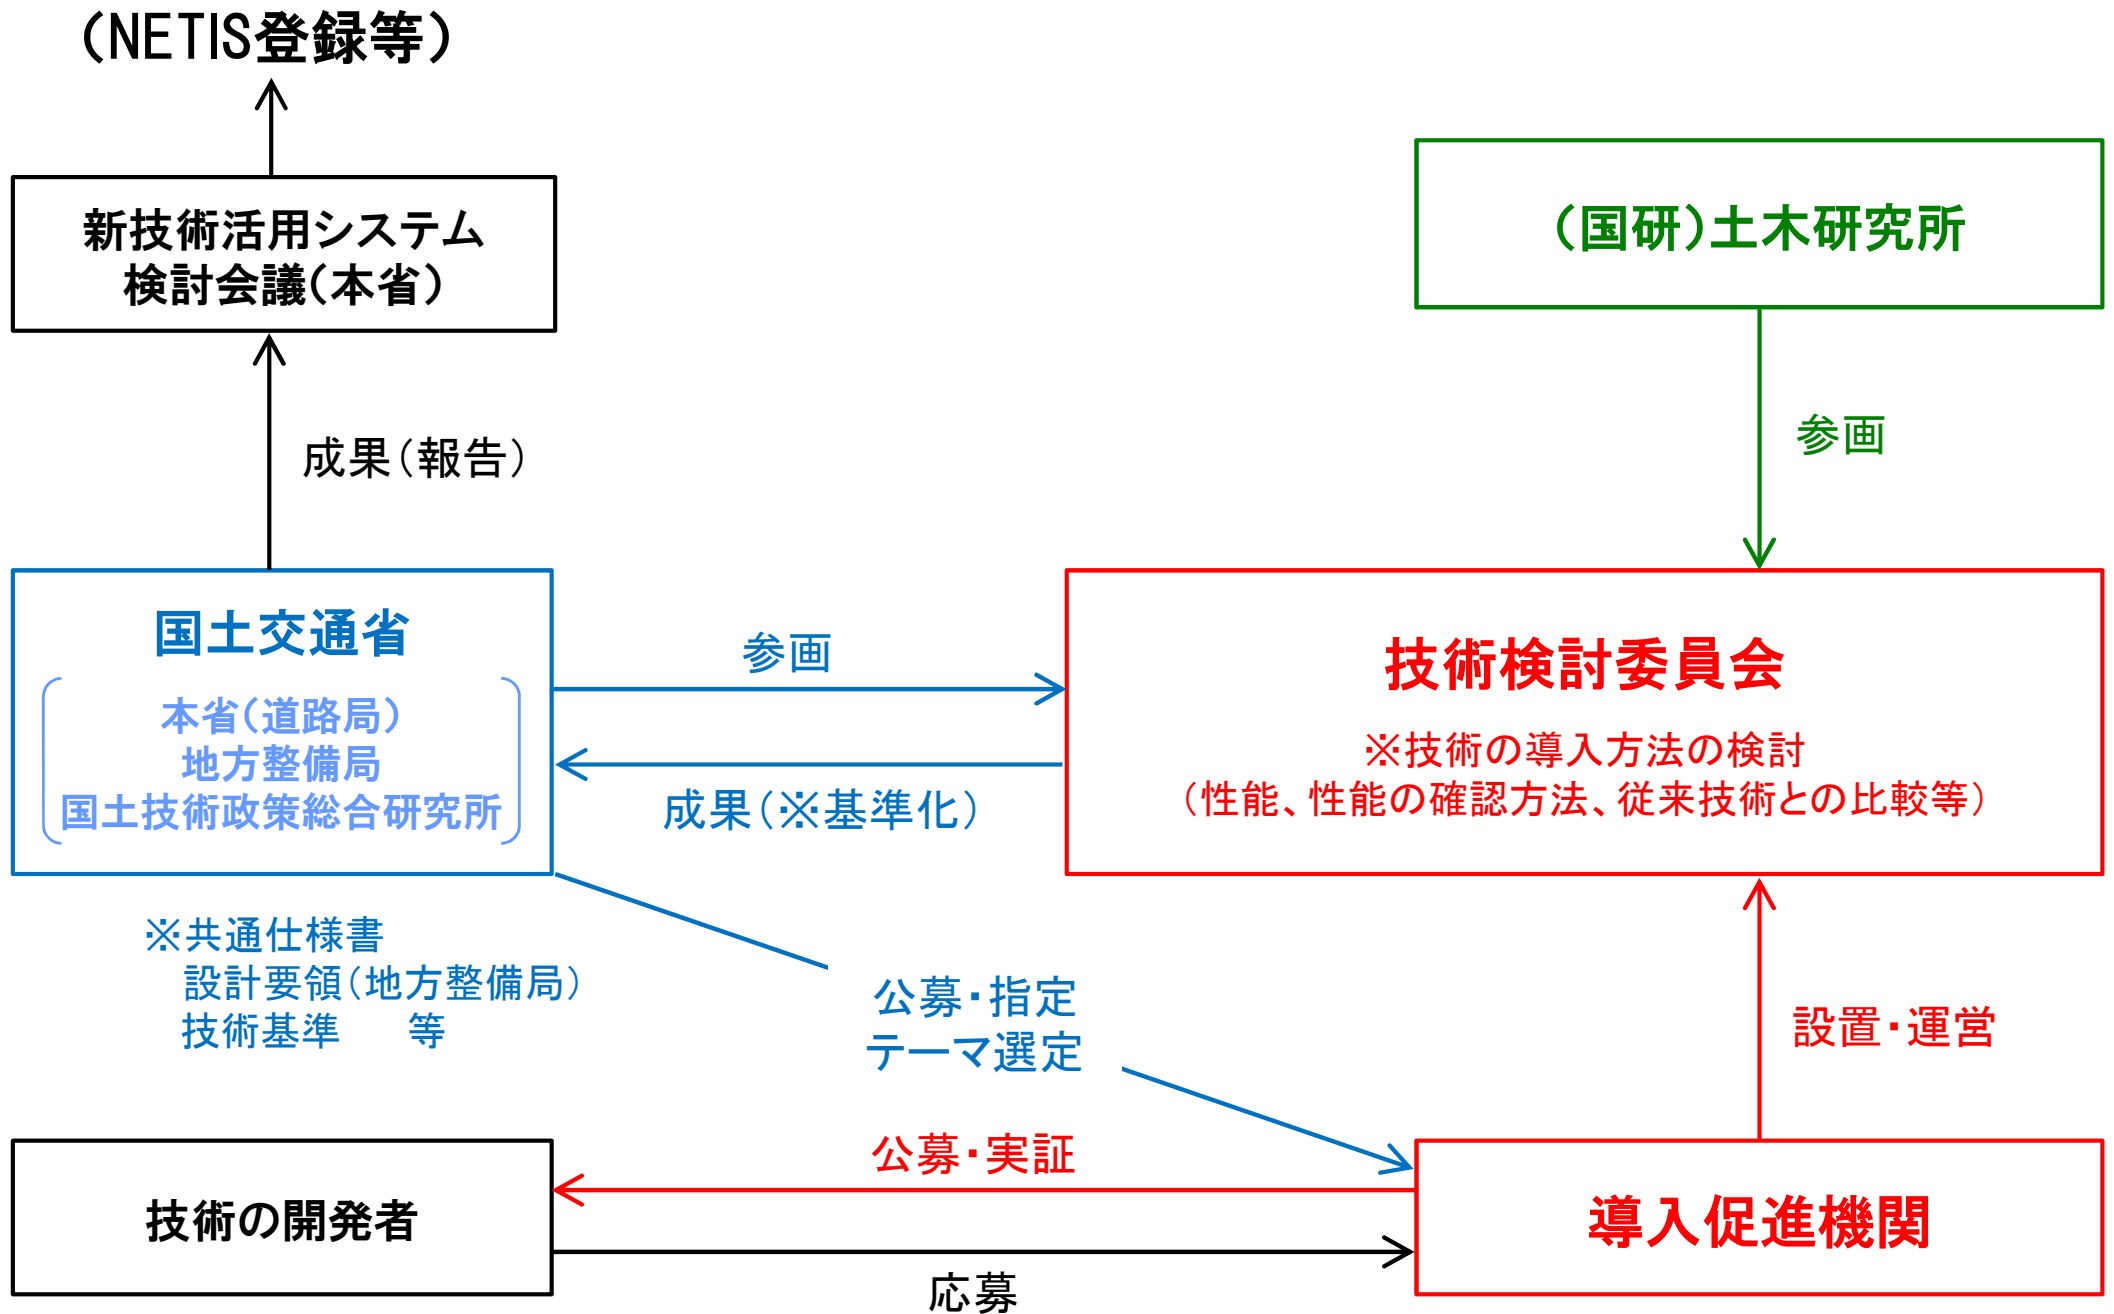 （NETIS登録等）
新技術活用システム
検討会議（本省）
（国研）土木研究所
成果（報告）
参画
国土交通省
本省（道路局）
地方整備局
国土技術政策総合研究所
参画
成果（※基準化）
技術検討委員会
※技術の導入方法の検討
（性能、性能の確認方法、従来技術との比較等）
※共通仕様書
設計要領（地方整備局）
技術基準　等
公募・指定
テーマ選定
設置・運営
公募・実証
技術の開発者
導入促進機関
応募